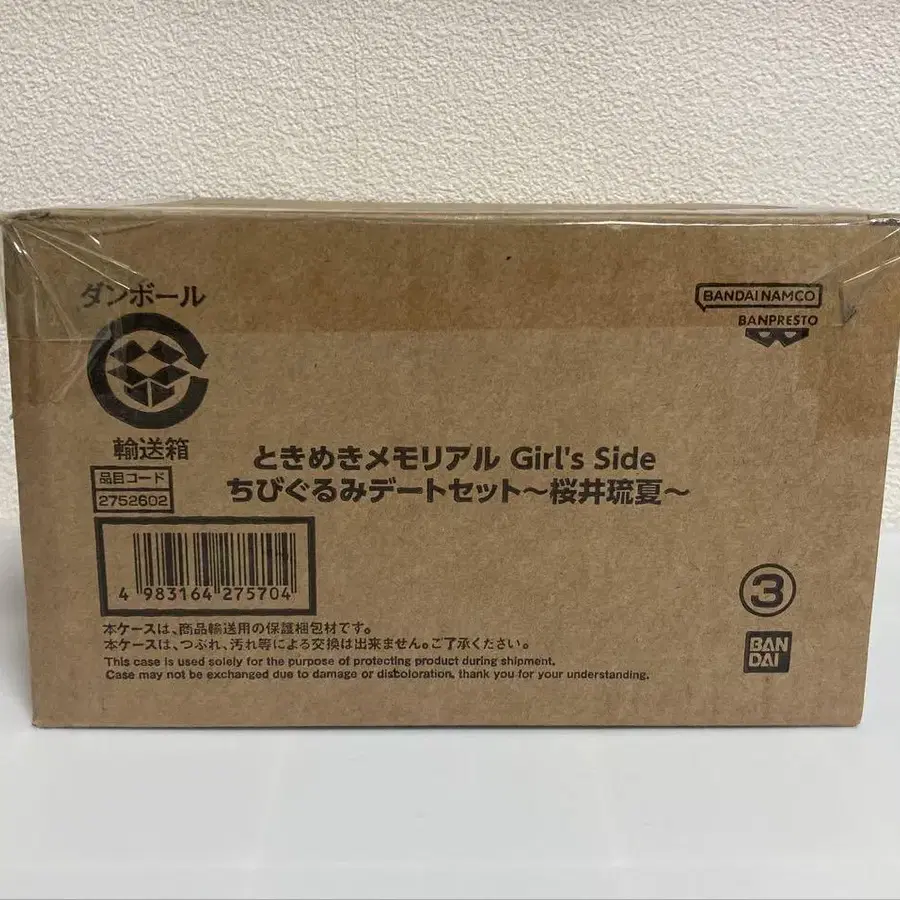 ダンボール
輸送箱
BANDAI NAMCO
BANPRESTO
ときめきメモリアル Girl's Side
ちびぐるみデートセット～桜井琉夏～
品目コード
2752602
4 983164 275704
③
BAN
DAI
本ケースは、商品輸送用の保護梱包材です。
本ケースは、つぶれ、汚れ等による交換は出来ません。ご了承ください。
This case is used solely for the purpose of protecting product during shipment.
Case may not be exchanged due to damage or discoloration, thank you for your understanding.